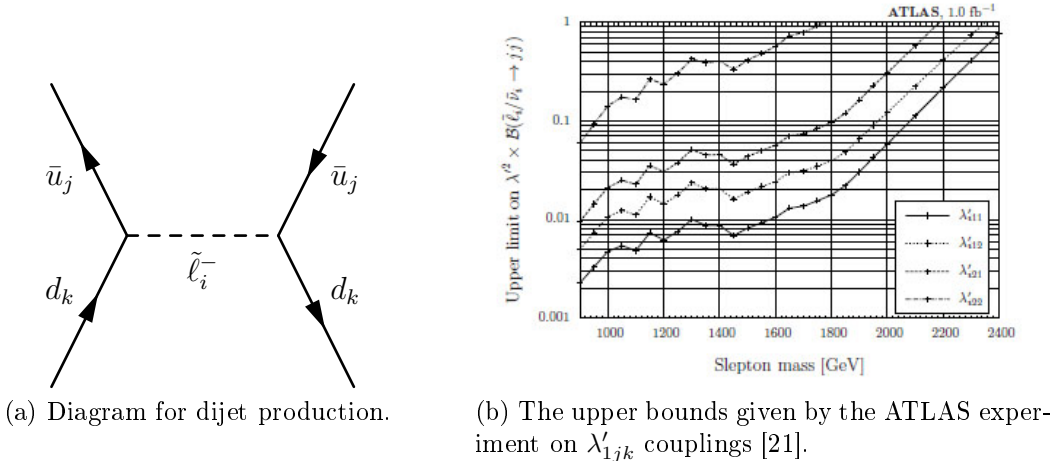 ū_j
d_k
ℓ̃_i^-
ū_j
d_k
(a) Diagram for dijet production.
ATLAS, 1.0 fb⁻¹
Upper limit on λ′² × B(ℓ̃_i/ν̃_i → jj)
1
0.1
0.01
0.001
λ′_i11
λ′_i12
λ′_i21
λ′_i22
1000 1200 1400 1600 1800 2000 2200 2400
Slepton mass [GeV]
(b) The upper bounds given by the ATLAS exper-
iment on λ′_1jk couplings [21].